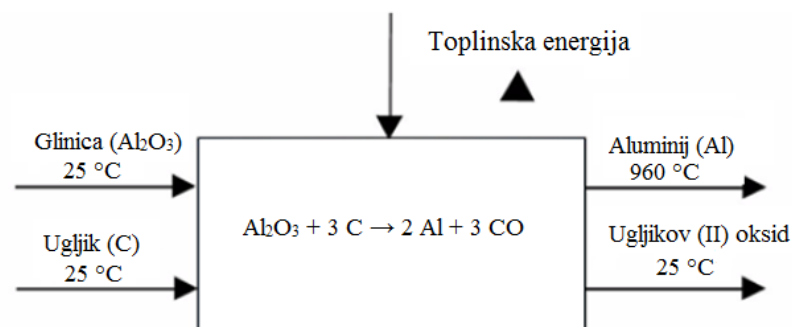 Toplinska energija
Glinica (Al₂O₃)
25 °C
Aluminij (Al)
960 °C
Al₂O₃ + 3 C → 2 Al + 3 CO
Ugljik (C)
25 °C
Ugljikov (II) oksid
25 °C